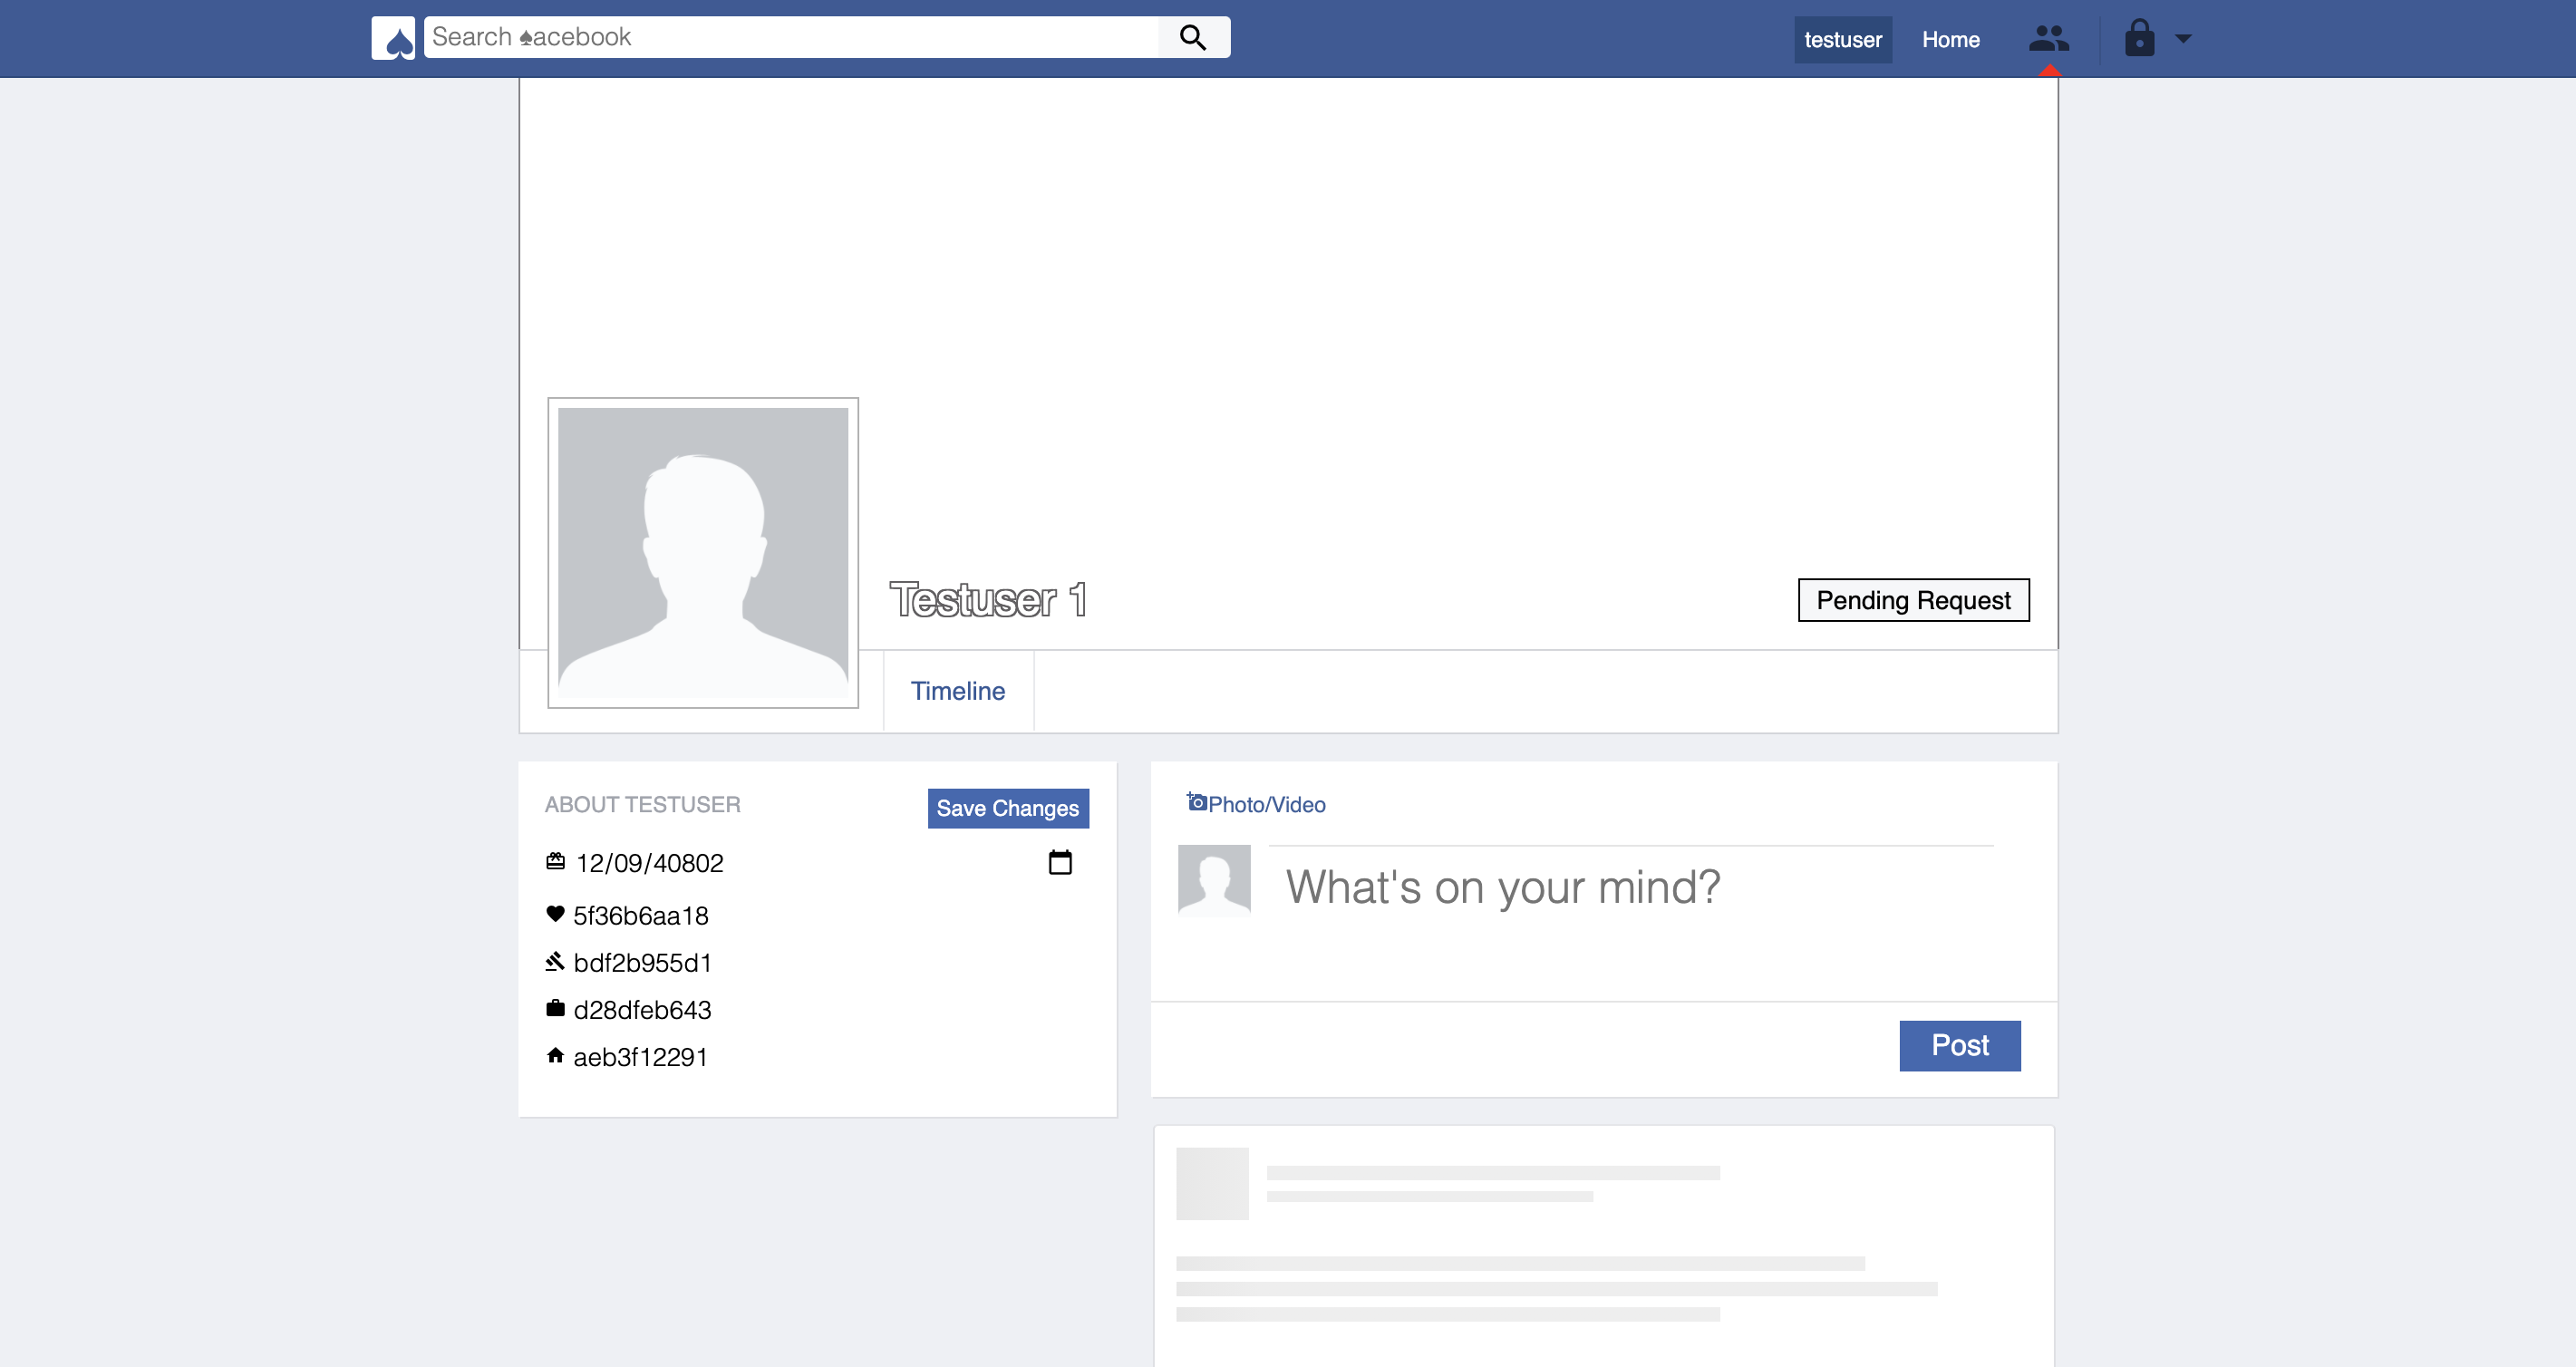 Search ♠acebook
testuser
Home
Testuser 1
Pending Request
Timeline
ABOUT TESTUSER
Save Changes
12/09/40802
5f36b6aa18
bdf2b955d1
d28dfeb643
aeb3f12291
Photo/Video
What's on your mind?
Post